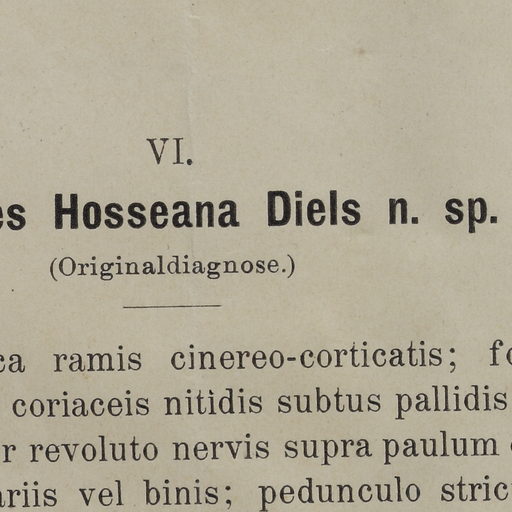 VI.
es Hosseana Diels n. sp.
(Originaldiagnose.)
ca ramis cinereo-corticatis; fo
coriaceis nitidis subtus pallidis
r revoluto nervis supra paulum
ariis vel binis; pedunculo stric